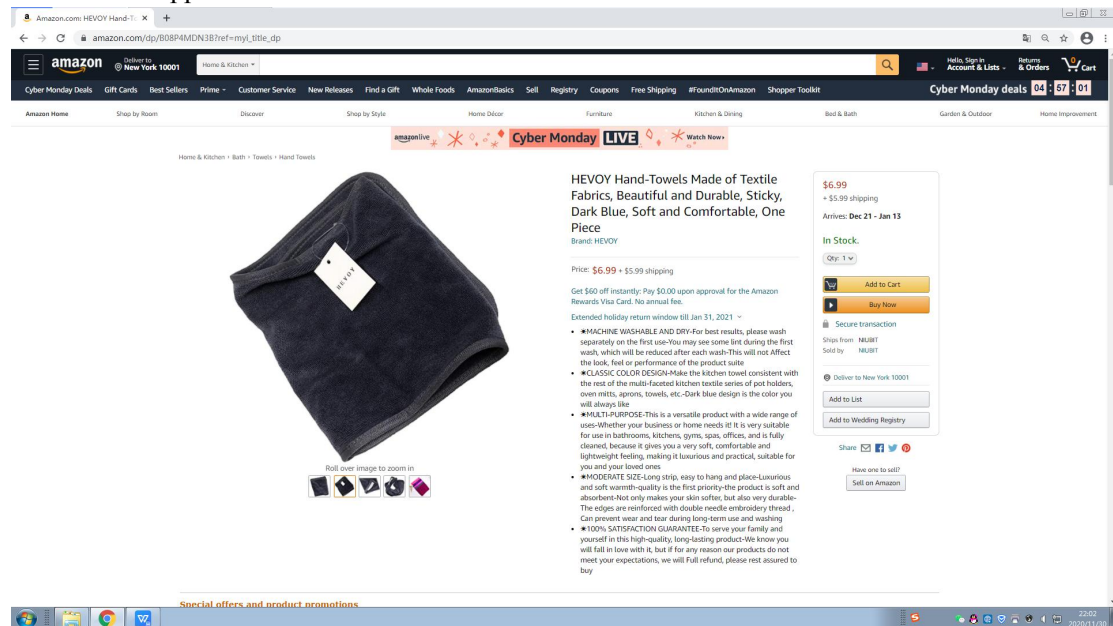 Amazon.com: HEVOY Hand-To
amazon.com/dp/B08P4MDN3B?ref=myi_title_dp
amazon
Deliver to
New York 10001
Home & Kitchen
Hello, Sign in
Account & Lists
Returns
& Orders
0
Cart
Cyber Monday Deals Gift Cards Best Sellers Prime Customer Service New Releases Find a Gift Whole Foods AmazonBasics Sell Registry Coupons Free Shipping #FoundItOnAmazon Shopper Toolkit
Cyber Monday deals 04 : 57 : 01
Amazon Home Shop by Room Discover Shop by Style Home Décor Furniture Kitchen & Dining Bed & Bath Garden & Outdoor Home Improvement
amazonlive Cyber Monday LIVE Watch Now›
Home & Kitchen › Bath › Towels › Hand Towels
HEVOY
Roll over image to zoom in
HEVOY Hand-Towels Made of Textile
Fabrics, Beautiful and Durable, Sticky,
Dark Blue, Soft and Comfortable, One
Piece
Brand: HEVOY
Price: $6.99 + $5.99 shipping
Get $60 off instantly: Pay $0.00 upon approval for the Amazon
Rewards Visa Card. No annual fee.
Extended holiday return window till Jan 31, 2021
• ☀MACHINE WASHABLE AND DRY-For best results, please wash
separately on the first use-You may see some lint during the first
wash, which will be reduced after each wash-This will not Affect
the look, feel or performance of the product suite
• ☀CLASSIC COLOR DESIGN-Make the kitchen towel consistent with
the rest of the multi-faceted kitchen textile series of pot holders,
oven mitts, aprons, towels, etc.-Dark blue design is the color you
will always like
• ☀MULTI-PURPOSE-This is a versatile product with a wide range of
uses-Whether your business or home needs it! It is very suitable
for use in bathrooms, kitchens, gyms, spas, offices, and is fully
cleaned, because it gives you a very soft, comfortable and
lightweight feeling, making it luxurious and practical, suitable for
you and your loved ones
• ☀MODERATE SIZE-Long strip, easy to hang and place-Luxurious
and soft warmth-quality is the first priority-the product is soft and
absorbent-Not only makes your skin softer, but also very durable-
The edges are reinforced with double needle embroidery thread ,
Can prevent wear and tear during long-term use and washing
• ☀100% SATISFACTION GUARANTEE-To serve your family and
yourself in this high-quality, long-lasting product-We know you
will fall in love with it, but if for any reason our products do not
meet your expectations, we will Full refund, please rest assured to
buy
$6.99
+ $5.99 shipping
Arrives: Dec 21 - Jan 13
In Stock.
Qty: 1
Add to Cart
Buy Now
Secure transaction
Ships from NIUBIT
Sold by NIUBIT
Deliver to New York 10001
Add to List
Add to Wedding Registry
Share
Have one to sell?
Sell on Amazon
Special offers and product promotions
22:02
2020/11/30